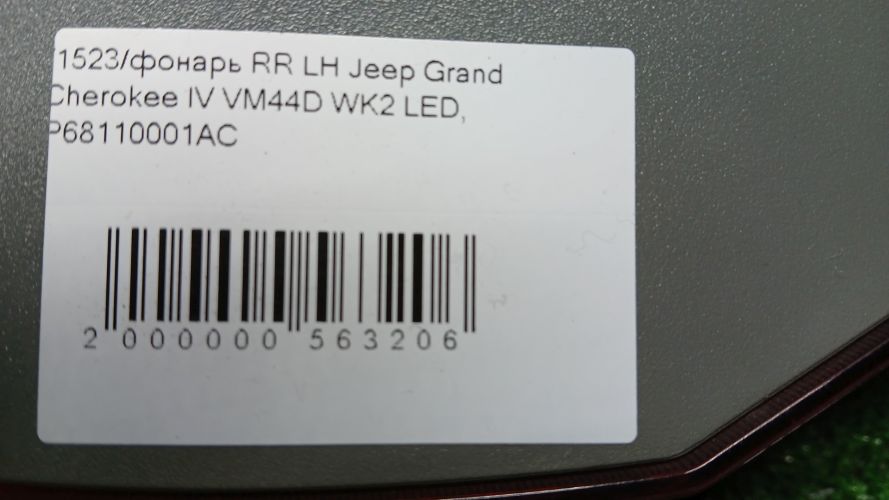 1523/фонарь RR LH Jeep Grand
Cherokee IV VM44D WK2 LED,
P68110001AC
2 000000 563206